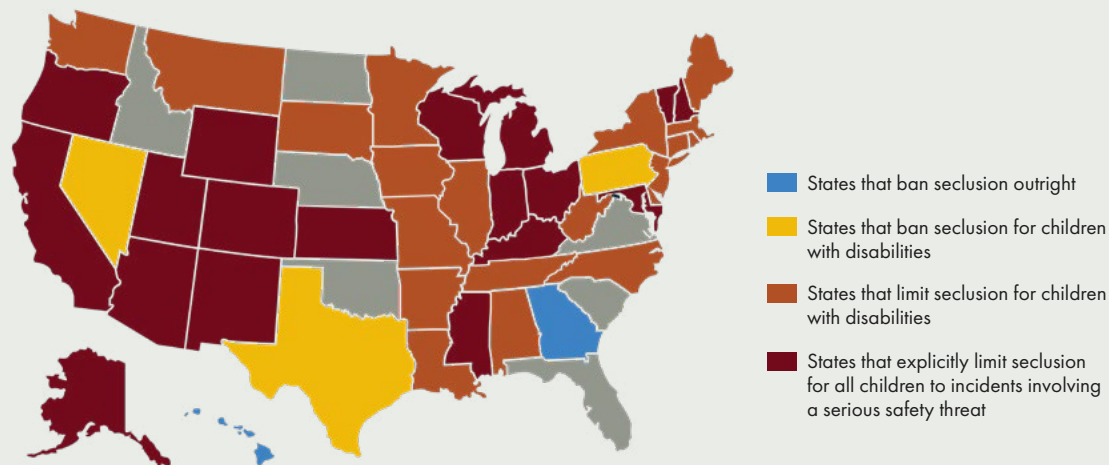 States that ban seclusion outright
States that ban seclusion for children
with disabilities
States that limit seclusion for children
with disabilities
States that explicitly limit seclusion
for all children to incidents involving
a serious safety threat